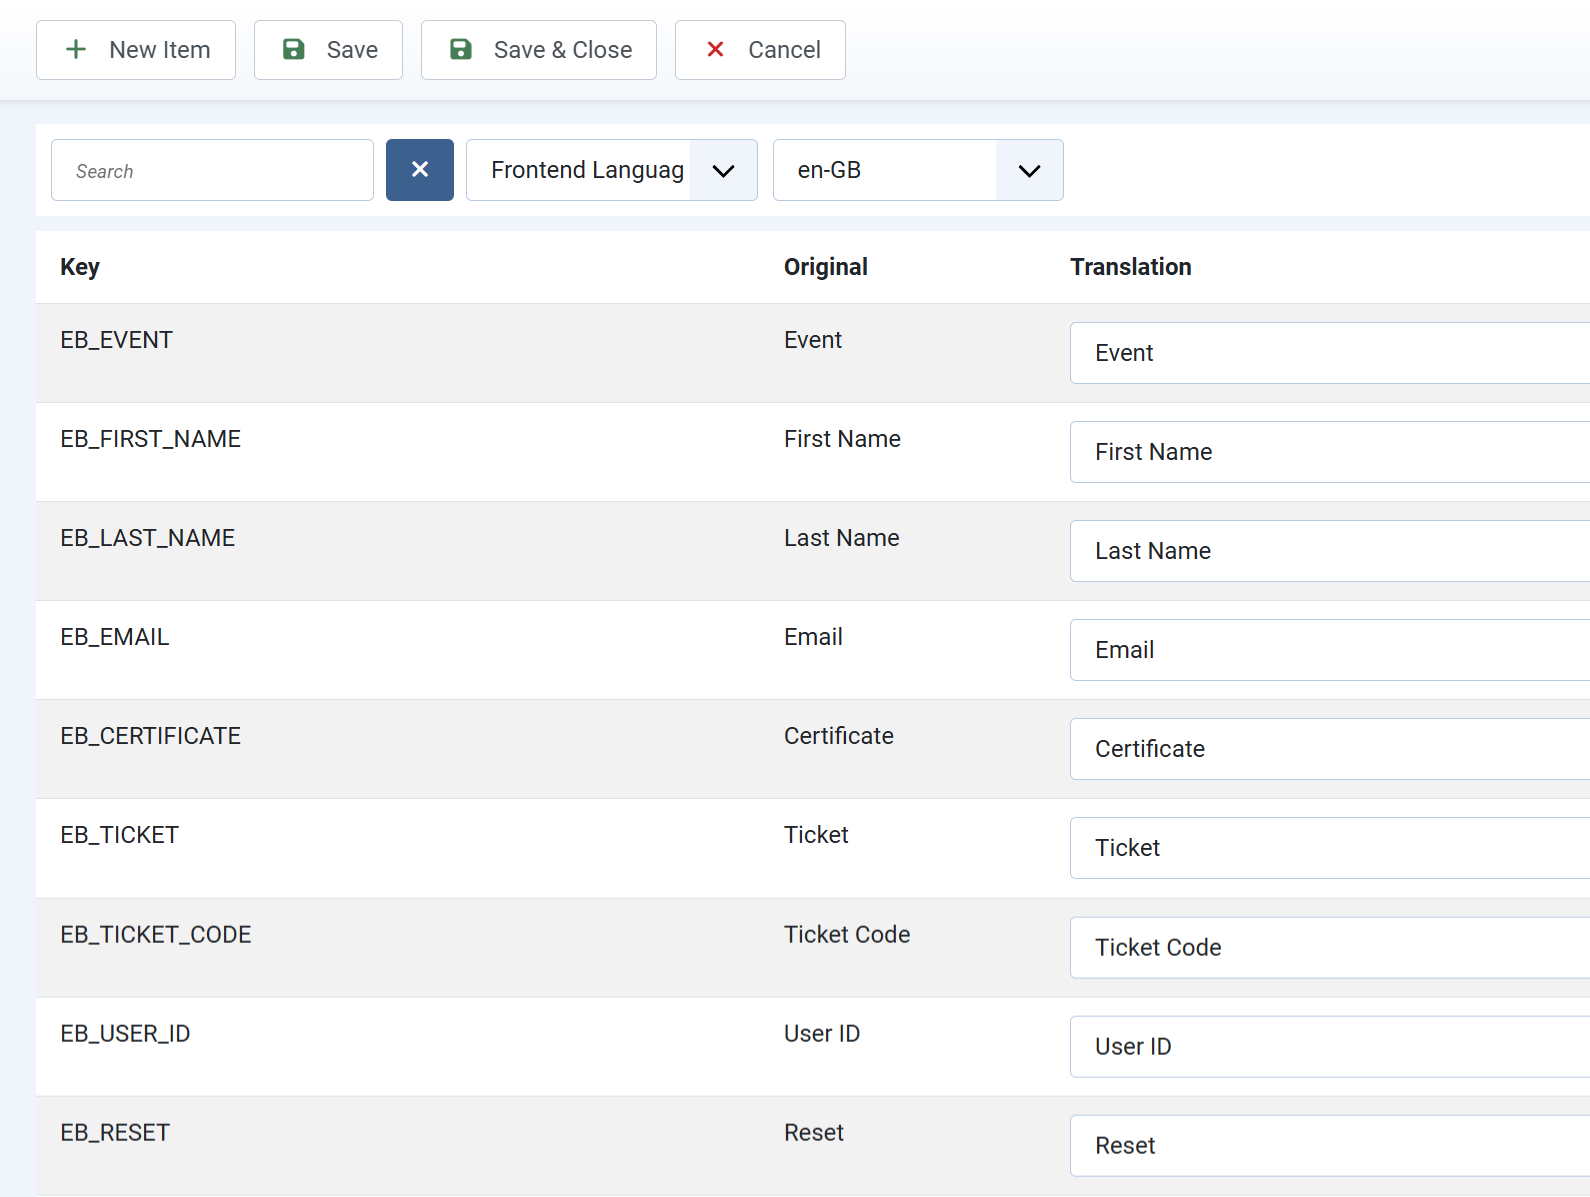 New Item Save Save & Close Cancel
Search Frontend Languag en-GB
Key Original Translation
EB_EVENT Event Event
EB_FIRST_NAME First Name First Name
EB_LAST_NAME Last Name Last Name
EB_EMAIL Email Email
EB_CERTIFICATE Certificate Certificate
EB_TICKET Ticket Ticket
EB_TICKET_CODE Ticket Code Ticket Code
EB_USER_ID User ID User ID
EB_RESET Reset Reset